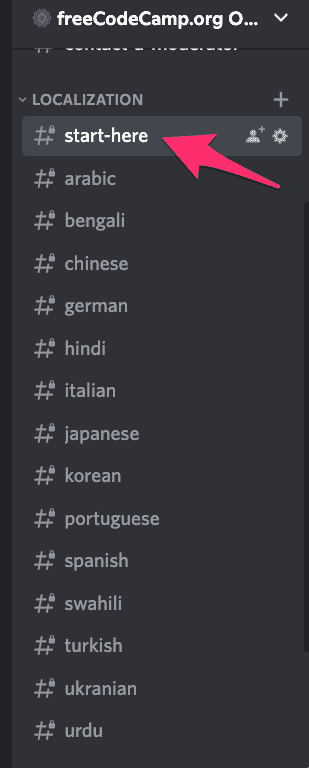 freeCodeCamp.org O...
contact-a-moderator
LOCALIZATION
start-here
arabic
bengali
chinese
german
hindi
italian
japanese
korean
portuguese
spanish
swahili
turkish
ukranian
urdu